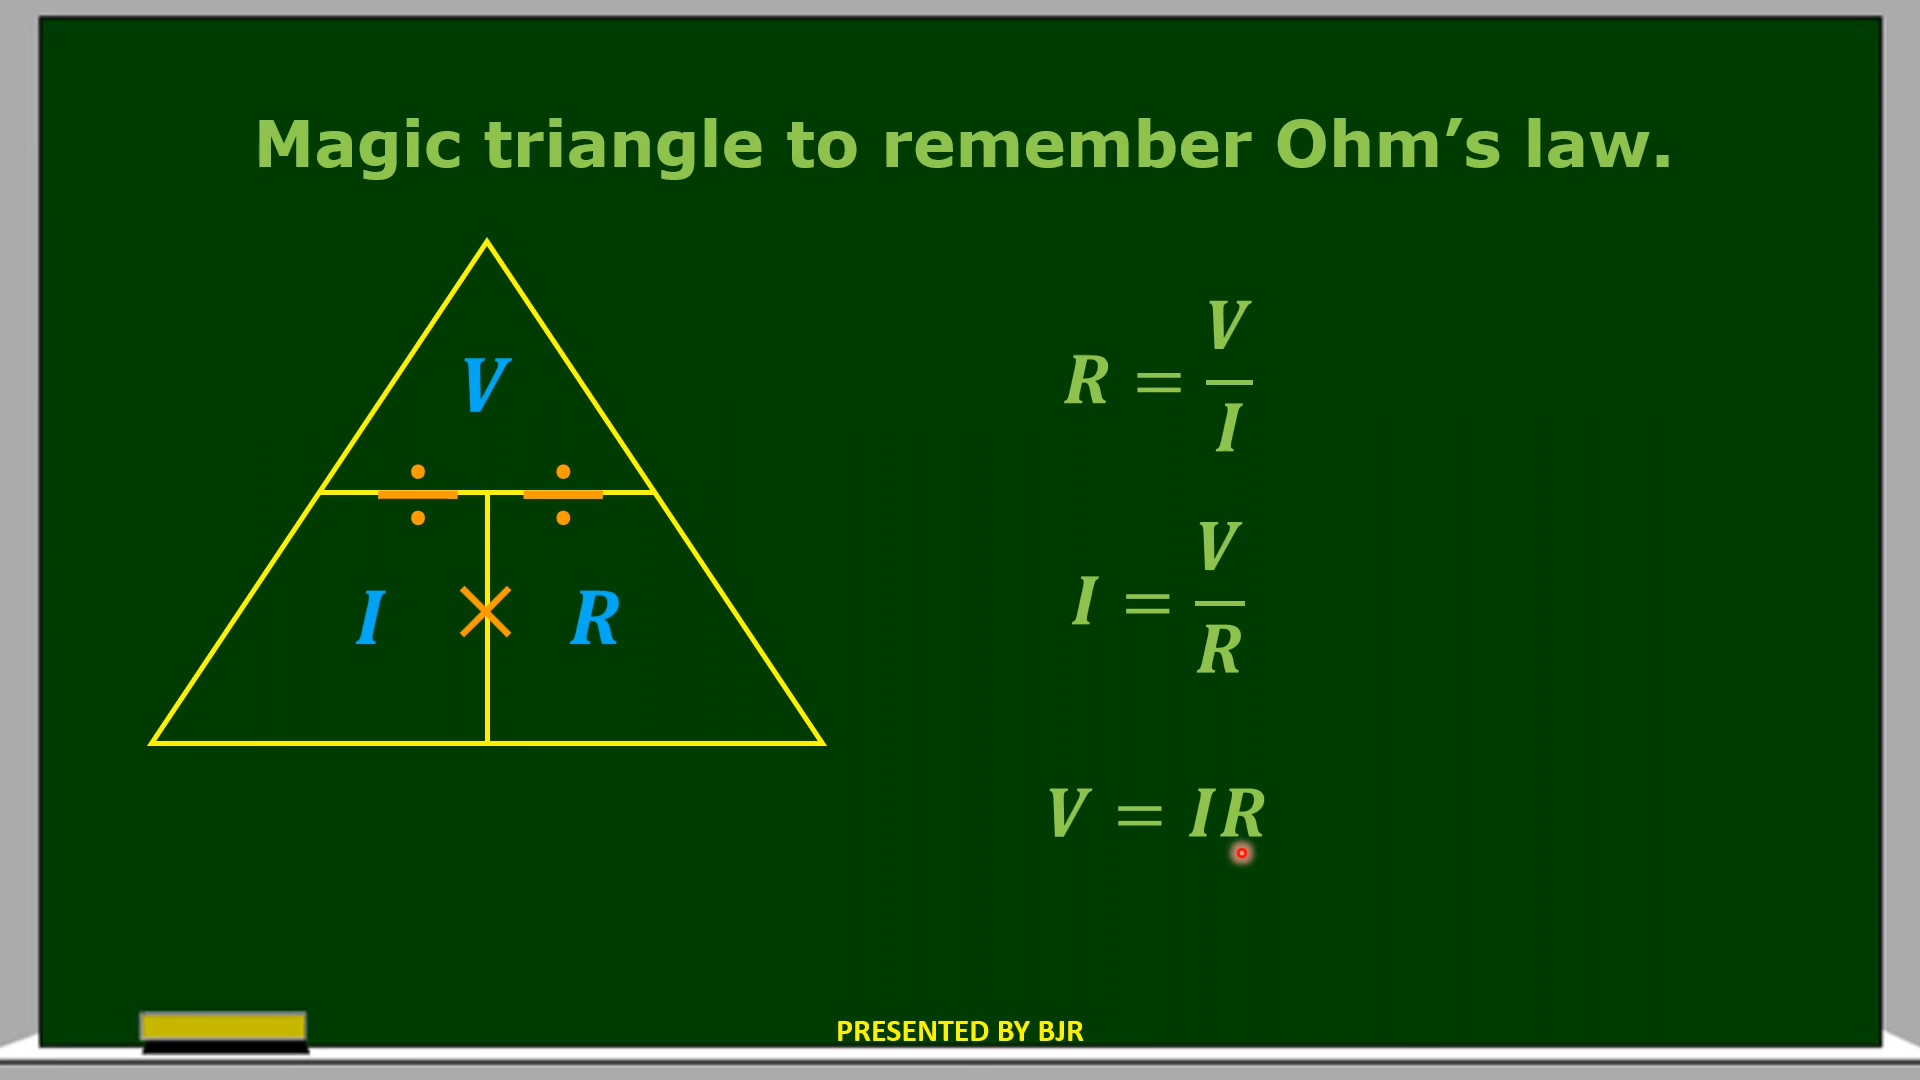 Magic triangle to remember Ohm’s law.
V
÷ ÷
I × R
R = V/I
I = V/R
V = IR
PRESENTED BY BJR